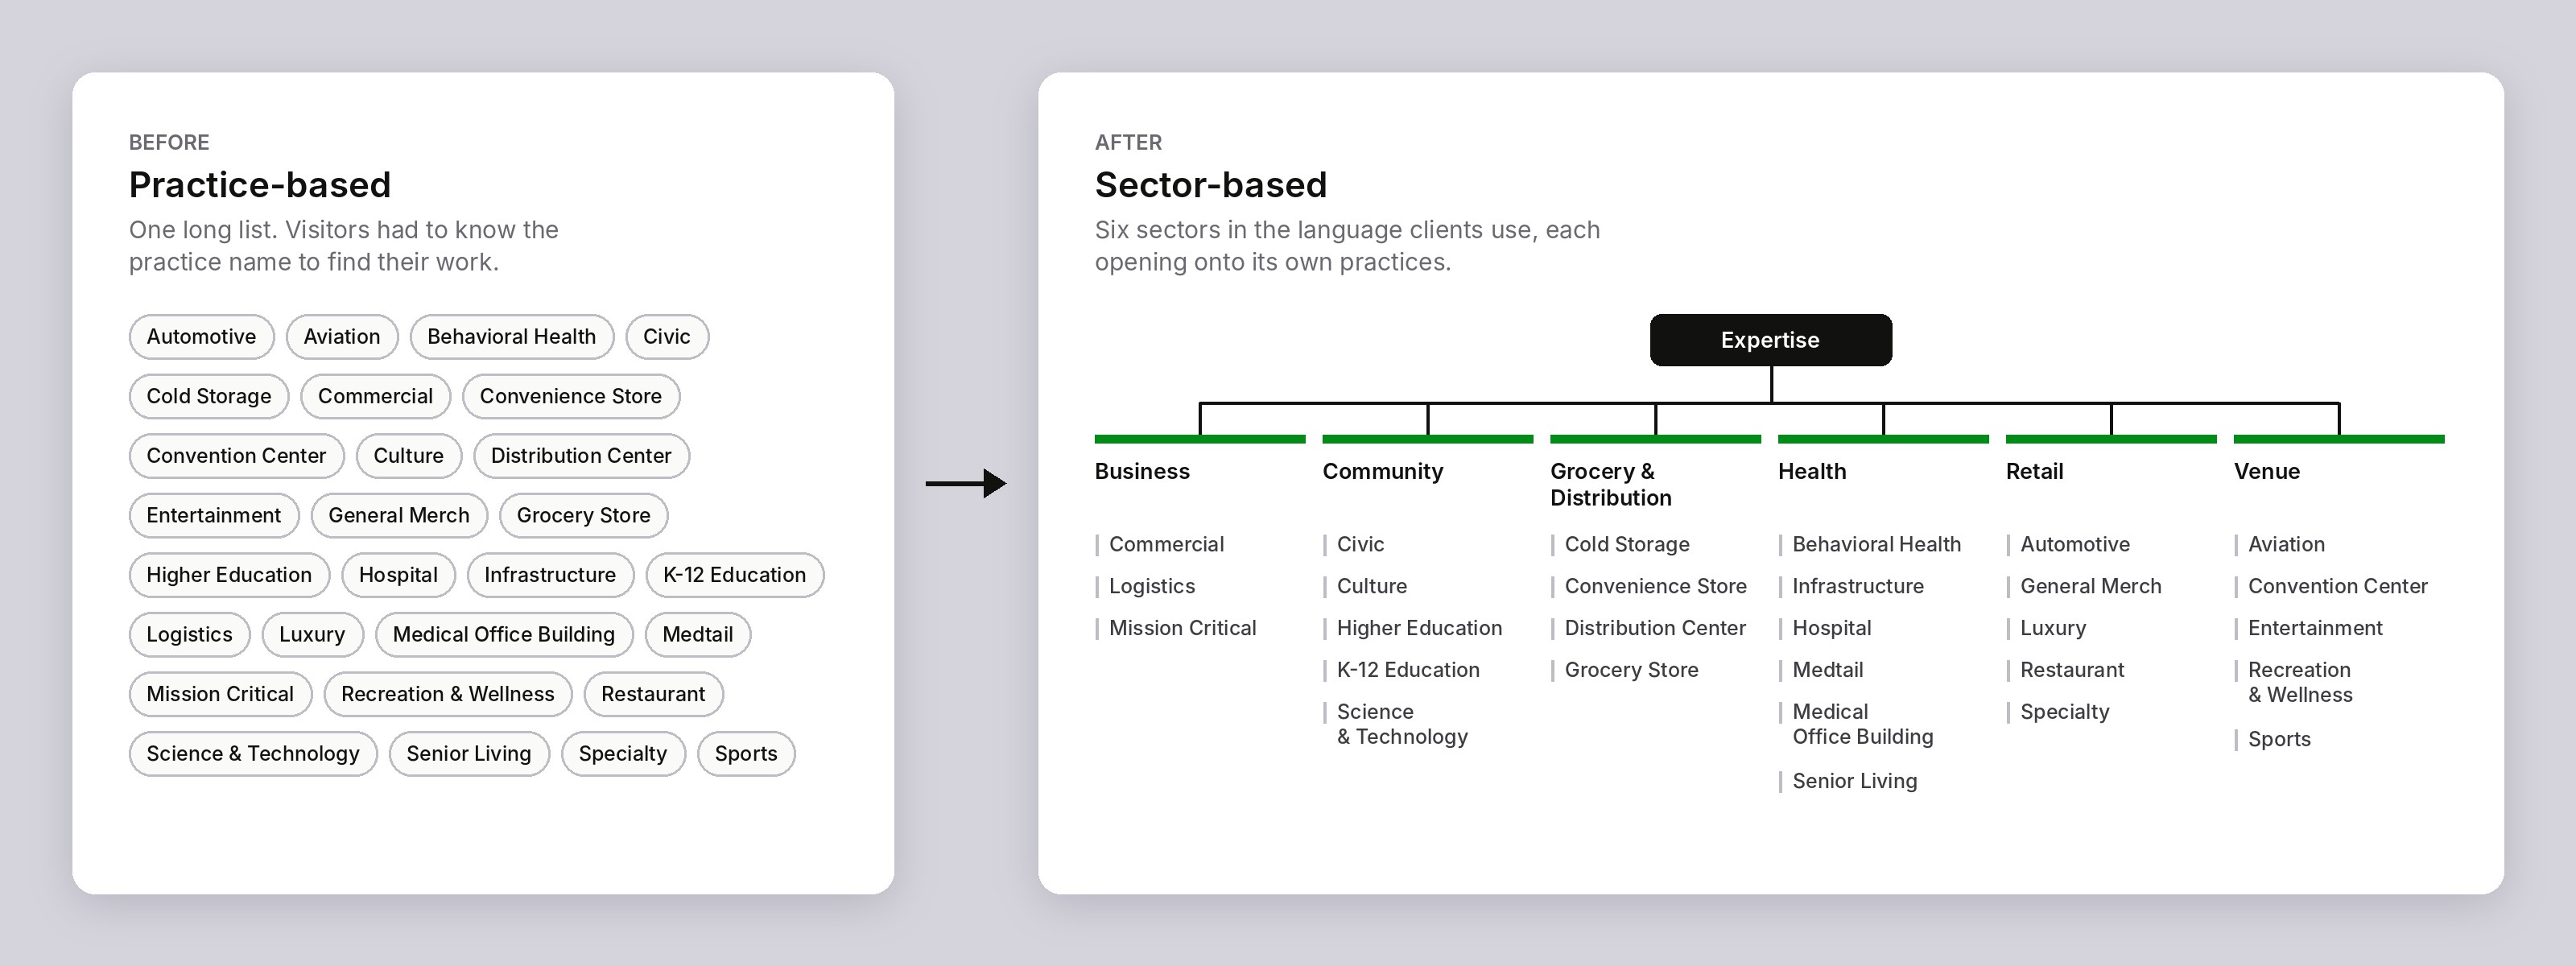 BEFORE
Practice-based
One long list. Visitors had to know the
practice name to find their work.
Automotive Aviation Behavioral Health Civic
Cold Storage Commercial Convenience Store
Convention Center Culture Distribution Center
Entertainment General Merch Grocery Store
Higher Education Hospital Infrastructure K-12 Education
Logistics Luxury Medical Office Building Medtail
Mission Critical Recreation & Wellness Restaurant
Science & Technology Senior Living Specialty Sports
AFTER
Sector-based
Six sectors in the language clients use, each
opening onto its own practices.
Expertise
Business
Commercial
Logistics
Mission Critical
Community
Civic
Culture
Higher Education
K-12 Education
Science
& Technology
Grocery &
Distribution
Cold Storage
Convenience Store
Distribution Center
Grocery Store
Health
Behavioral Health
Infrastructure
Hospital
Medtail
Medical
Office Building
Senior Living
Retail
Automotive
General Merch
Luxury
Restaurant
Specialty
Venue
Aviation
Convention Center
Entertainment
Recreation
& Wellness
Sports